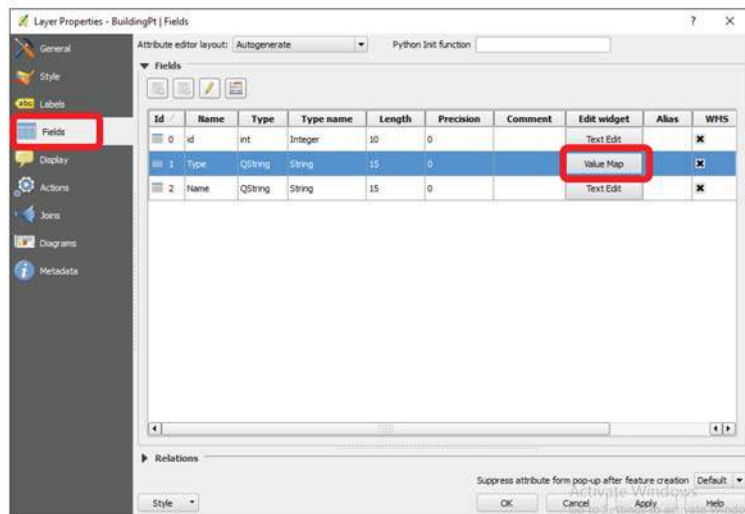 Layer Properties - BuildingPt | Fields
General
Style
Labels
Fields
Display
Actions
Joins
Diagrams
Metadata
Attribute editor layout: Autogenerate Python Init function
Fields
Id Name Type Type name Length Precision Comment Edit widget Alias WMS
0 id int Integer 10 0 Text Edit
1 Type QString String 15 0 Value Map
2 Name QString String 15 0 Text Edit
Relations
Suppress attribute form pop-up after feature creation Default
Style OK Cancel Apply Help
Activate Windows